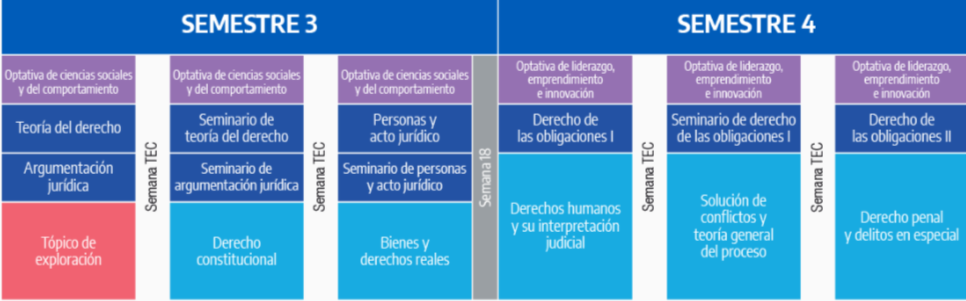 SEMESTRE 3
Optativa de ciencias sociales
y del comportamiento
Teoría del derecho
Argumentación
jurídica
Tópico de
exploración
Semana TEC
Optativa de ciencias sociales
y del comportamiento
Seminario de
teoría del derecho
Seminario de
argumentación jurídica
Derecho
constitucional
Semana TEC
Optativa de ciencias sociales
y del comportamiento
Personas y
acto jurídico
Seminario de personas
y acto jurídico
Bienes y
derechos reales
Semana 18
SEMESTRE 4
Optativa de liderazgo,
emprendimiento
e innovación
Derecho de
las obligaciones I
Derechos humanos
y su interpretación
judicial
Semana TEC
Optativa de liderazgo,
emprendimiento
e innovación
Seminario de derecho
de las obligaciones I
Solución de
conflictos y
teoría general
del proceso
Semana TEC
Optativa de liderazgo,
emprendimiento
e innovación
Derecho de
las obligaciones II
Derecho penal
y delitos en especial